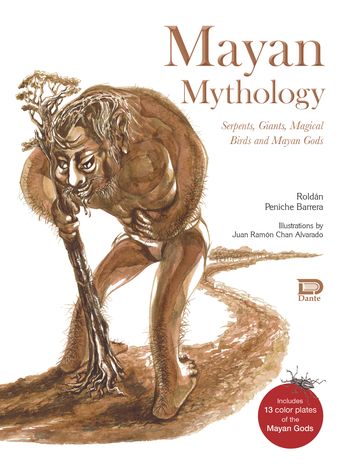 Mayan
Mythology
Serpents, Giants, Magical
Birds and Mayan Gods
Roldán
Peniche Barrera
Illustrations by
Juan Ramón Chan Alvarado
Dante
Includes
13 color plates
of the
Mayan Gods